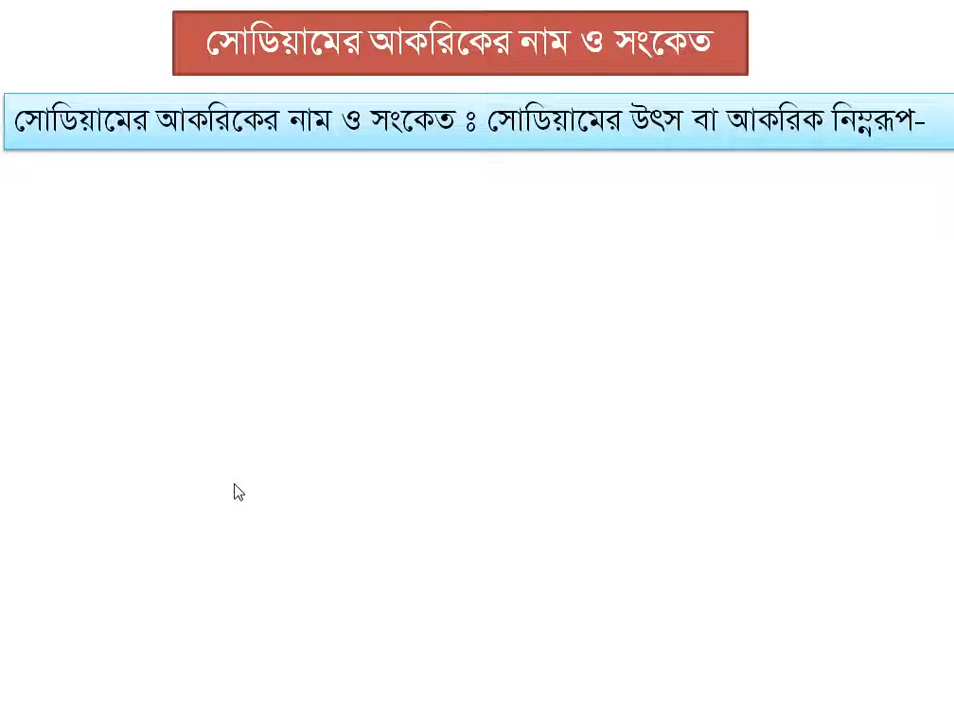 সোডিয়ামের আকরিকের নাম ও সংকেত
সোডিয়ামের আকরিকের নাম ও সংকেত ঃ সোডিয়ামের উৎস বা আকরিক নিম্নরূপ-